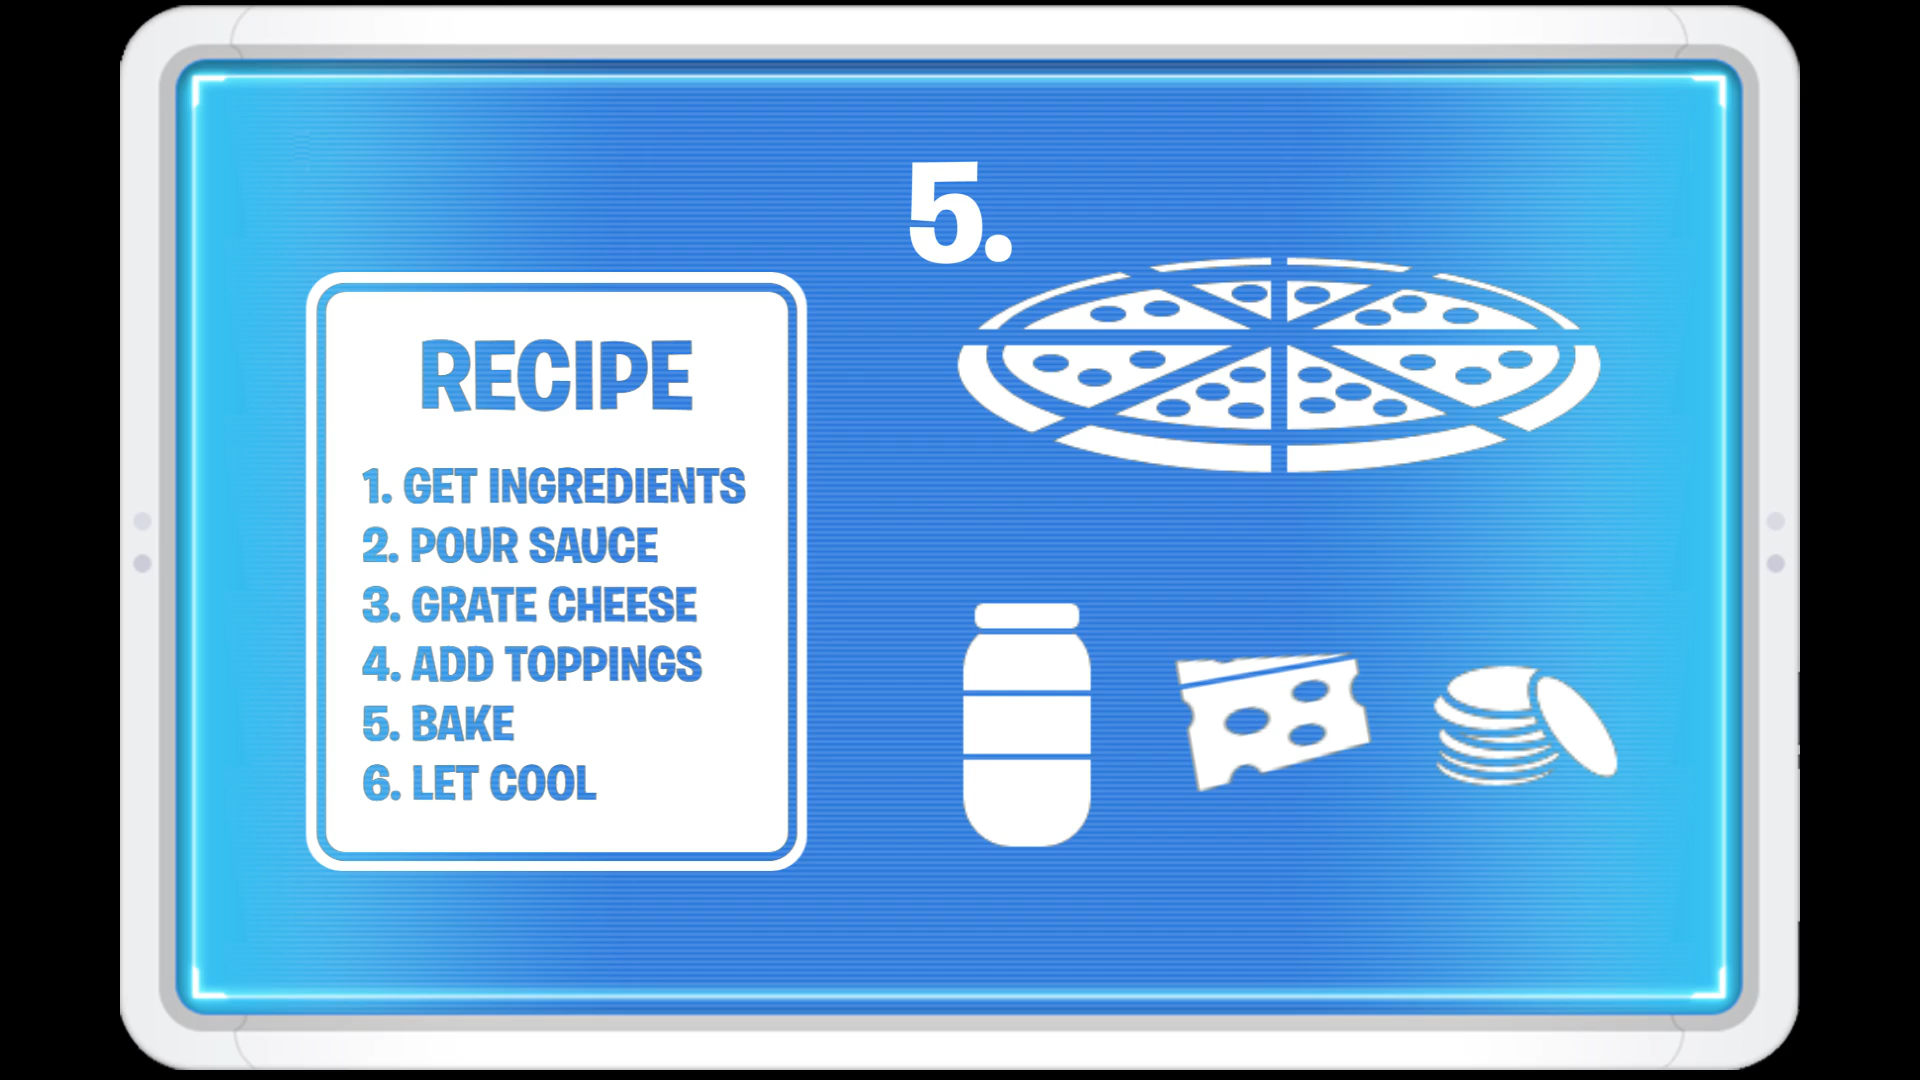 5.
RECIPE
1. GET INGREDIENTS
2. POUR SAUCE
3. GRATE CHEESE
4. ADD TOPPINGS
5. BAKE
6. LET COOL